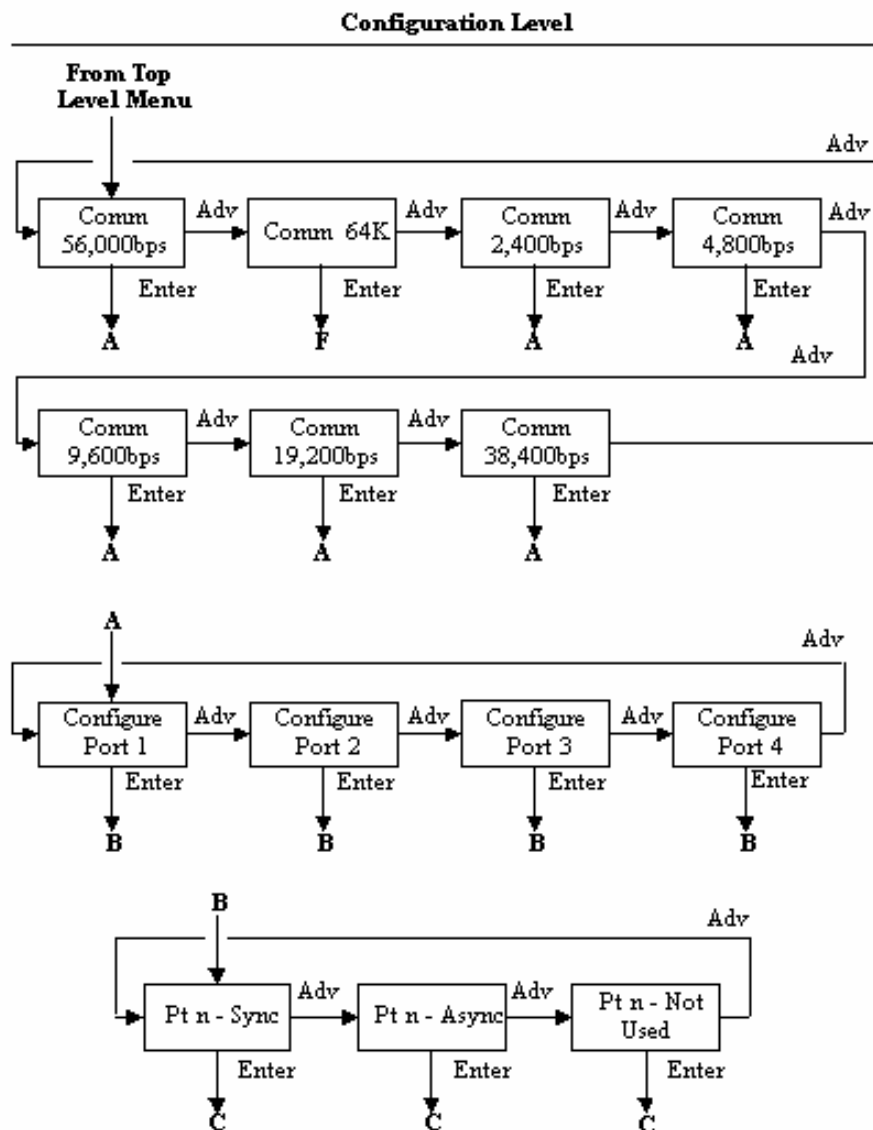 Configuration Level
From Top
Level Menu
Adv
Comm
56,000bps
Adv
Comm 64K
Adv
Comm
2,400bps
Adv
Comm
4,800bps
Adv
Enter
Enter
Enter
Enter
A
F
A
A
Adv
Comm
9,600bps
Adv
Comm
19,200bps
Adv
Comm
38,400bps
Enter
Enter
Enter
A
A
A
A
Adv
Configure
Port 1
Adv
Configure
Port 2
Adv
Configure
Port 3
Adv
Configure
Port 4
Enter
Enter
Enter
Enter
B
B
B
B
B
Adv
Pt n - Sync
Adv
Pt n - Async
Adv
Pt n - Not
Used
Enter
Enter
Enter
C
C
C